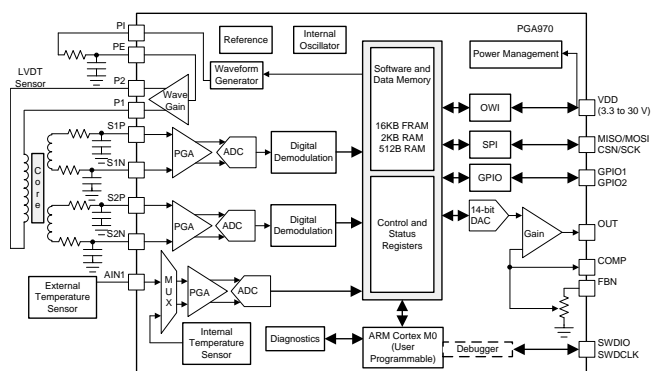 PI
PE
LVDT
Sensor
P2
P1
S1P
S1N
S2P
S2N
AIN1
C
o
r
e
External
Temperature
Sensor
PGA970
Reference
Internal
Oscillator
Waveform
Generator
Wave
Gain
PGA
ADC
Digital
Demodulation
PGA
ADC
Digital
Demodulation
M
U
X
PGA
ADC
Internal
Temperature
Sensor
Software and
Data Memory
16KB FRAM
2KB RAM
512B RAM
Control and
Status
Registers
Diagnostics
ARM Cortex M0
(User
Programmable)
Debugger
Power Management
OWI
SPI
GPIO
14-bit
DAC
Gain
VDD
(3.3 to 30 V)
MISO/MOSI
CSN/SCK
GPIO1
GPIO2
OUT
COMP
FBN
SWDIO
SWDCLK